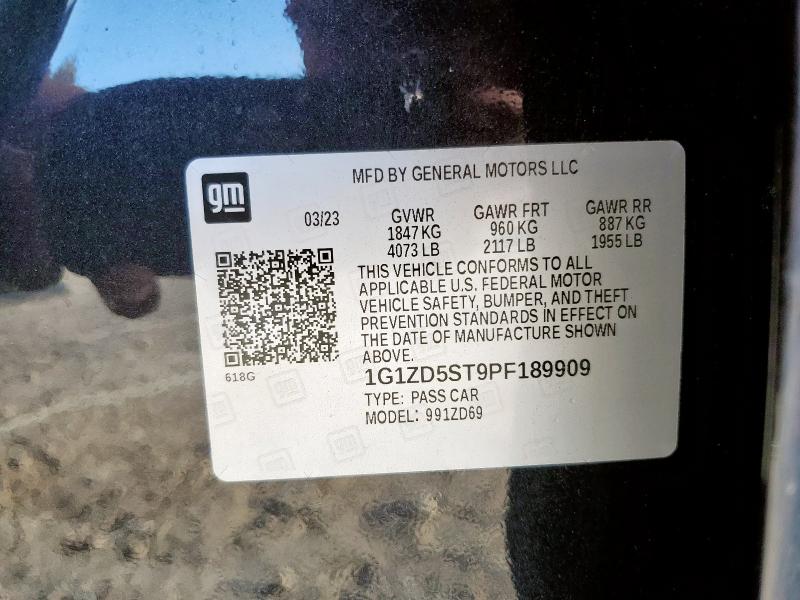 MFD BY GENERAL MOTORS LLC
gm
03/23
GVWR GAWR FRT GAWR RR
1847 KG 960 KG 887 KG
4073 LB 2117 LB 1955 LB
THIS VEHICLE CONFORMS TO ALL
APPLICABLE U.S. FEDERAL MOTOR
VEHICLE SAFETY, BUMPER, AND THEFT
PREVENTION STANDARDS IN EFFECT ON
THE DATE OF MANUFACTURE SHOWN
ABOVE.
618G
1G1ZD5ST9PF189909
TYPE: PASS CAR
MODEL: 991ZD69